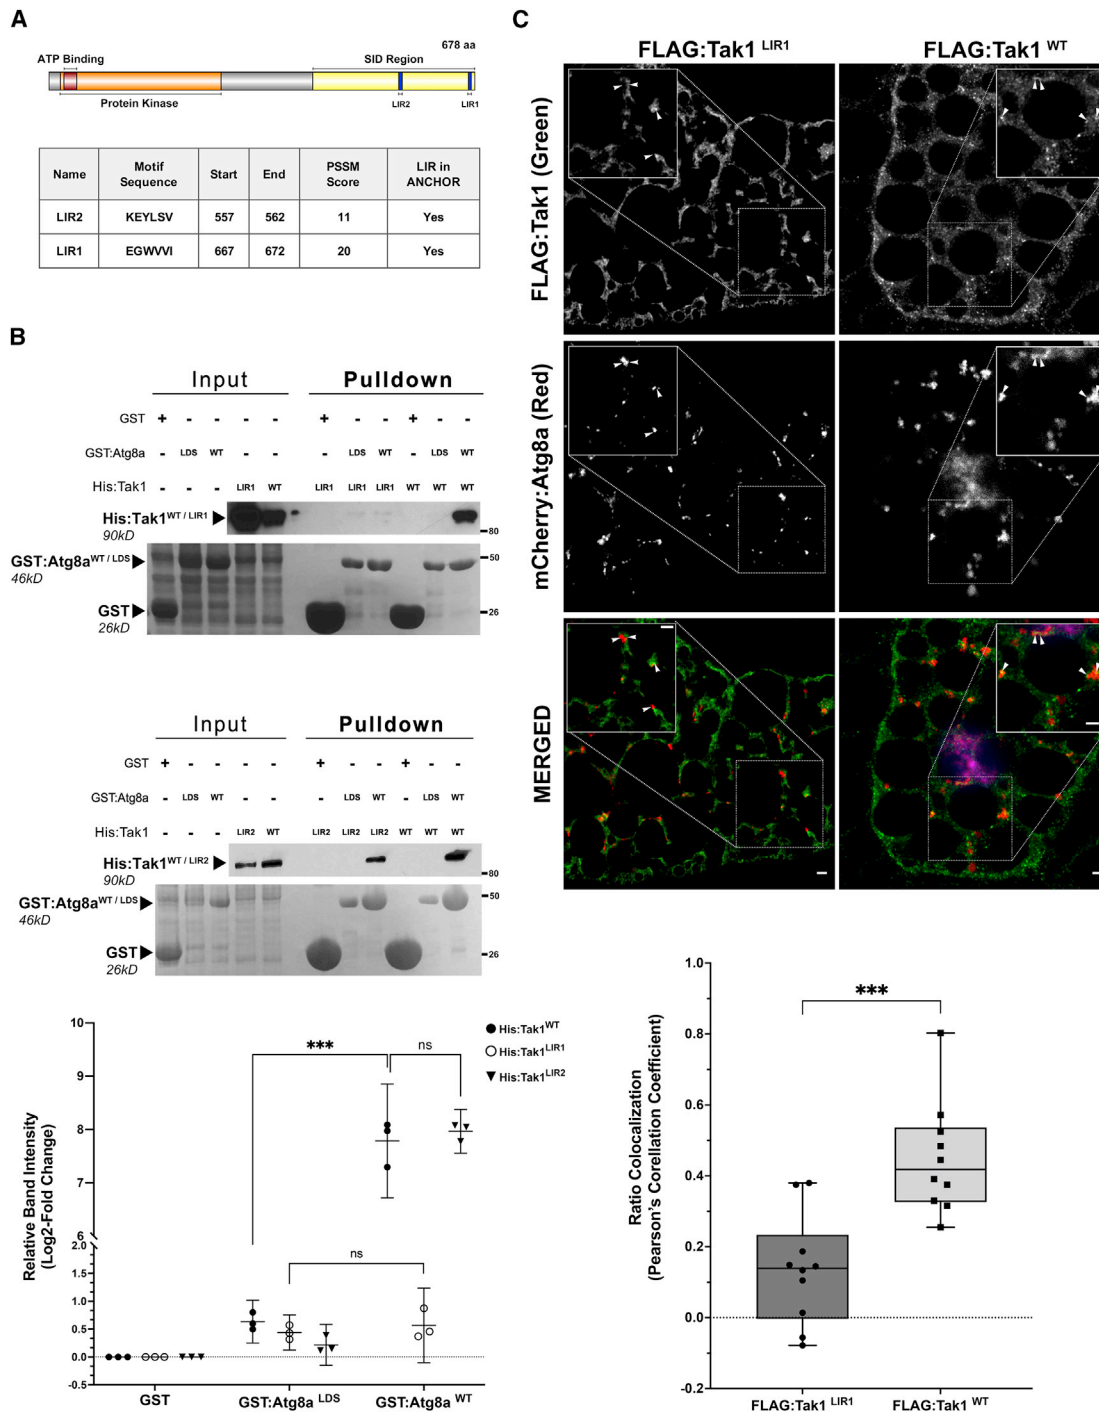 A
678 aa
ATP Binding
SID Region
Protein Kinase
LIR2
LIR1
Name Motif Sequence Start End PSSM Score LIR in ANCHOR
LIR2 KEYLSV 557 562 11 Yes
LIR1 EGWVVI 667 672 20 Yes
B
Input Pulldown
GST + - - - - + - - + - -
GST:Atg8a - LDS WT - - - LDS WT - LDS WT
His:Tak1 - - - LIR1 WT LIR1 LIR1 LIR1 WT WT WT
His:Tak1WT / LIR1
90kD
80
GST:Atg8aWT / LDS
46kD
50
GST
26kD
26
Input Pulldown
GST + - - - - + - - + - -
GST:Atg8a - LDS WT - - - LDS WT - LDS WT
His:Tak1 - - - LIR2 WT LIR2 LIR2 LIR2 WT WT WT
His:Tak1WT / LIR2
90kD
80
GST:Atg8aWT / LDS
46kD
50
GST
26kD
26
Relative Band Intensity
(Log2-Fold Change)
10
8
7
6
2.0
1.5
1.0
0.5
0.0
-0.5
***
ns
ns
His:Tak1WT
His:Tak1LIR1
His:Tak1LIR2
GST
GST:Atg8a LDS
GST:Atg8a WT
C
FLAG:Tak1 LIR1
FLAG:Tak1 WT
FLAG:Tak1 (Green)
mCherry:Atg8a (Red)
MERGED
Ratio Colocalization
(Pearson's Corellation Coefficient)
1.0
0.8
0.6
0.4
0.2
0.0
-0.2
***
FLAG:Tak1 LIR1
FLAG:Tak1 WT